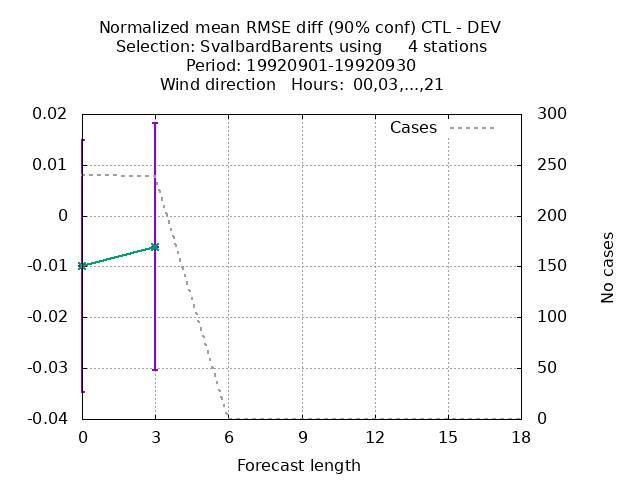 Normalized mean RMSE diff (90% conf) CTL - DEV
Selection: SvalbardBarents using     4 stations
Period: 19920901-19920930
Wind direction   Hours:  00,03,...,21
Cases
0.02
0.01
0
-0.01
-0.02
-0.03
-0.04
300
250
200
150
100
50
0
No cases
0 3 6 9 12 15 18
Forecast length